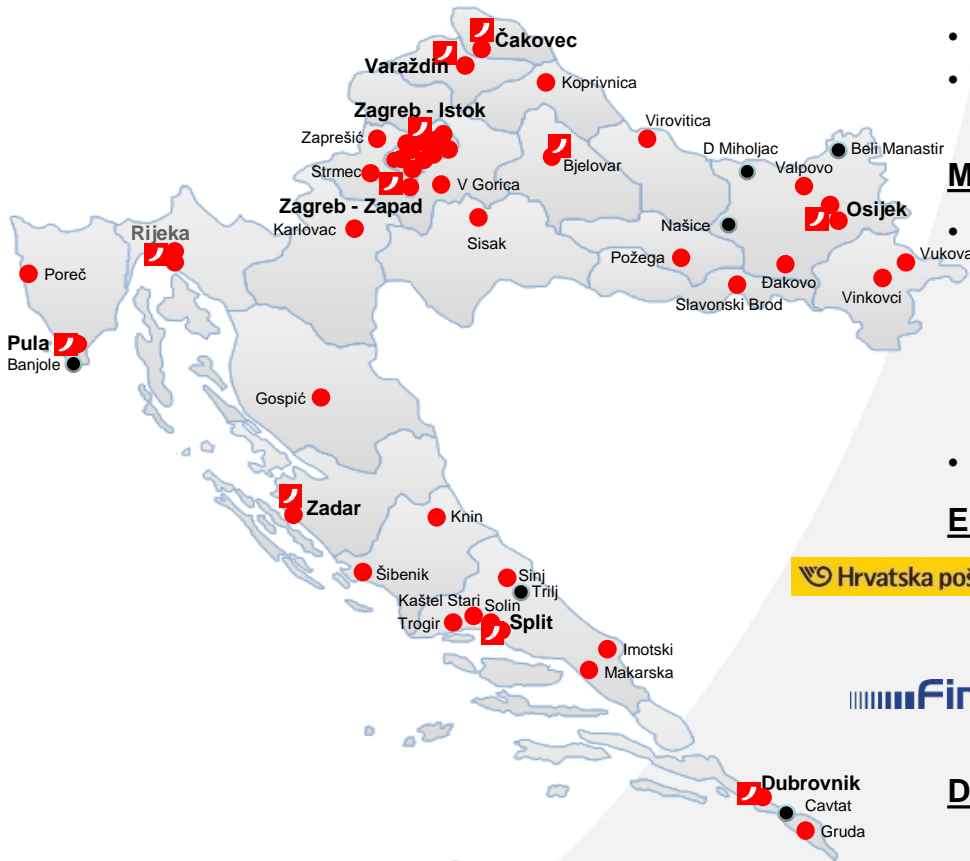 Čakovec
Varaždin
Koprivnica
Zagreb - Istok
Zaprešić
Virovitica
D Miholjac
Beli Manastir
Bjelovar
Valpovo
Strmec
V Gorica
M
Zagreb - Zapad
Osijek
Karlovac
Sisak
Našice
Rijeka
Požega
Vukova
Poreč
Đakovo
Vinkovci
Slavonski Brod
Pula
Banjole
Gospić
Zadar
Knin
E
Šibenik
Sinj
Hrvatska poš
Trilj
Kaštel Stari
Solin
Trogir
Split
Imotski
Makarska
Fin
Dubrovnik
D
Cavtat
Gruda